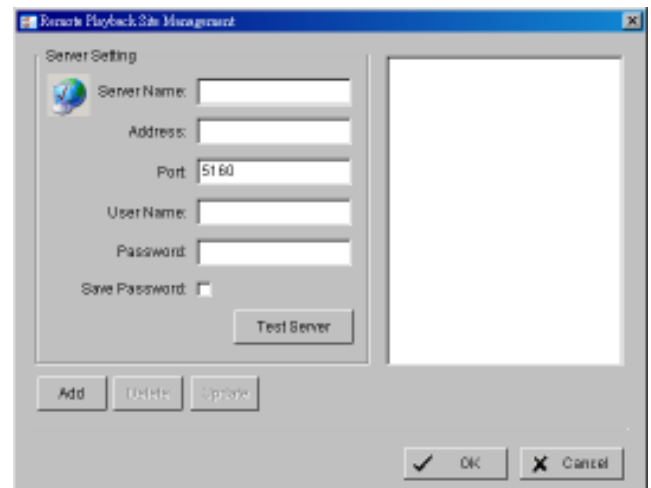 Remote Playback Site Management
Server Setting
Server Name:
Address:
Port: 5160
User Name:
Password:
Save Password:
Test Server
Add Delete Update
OK Cancel